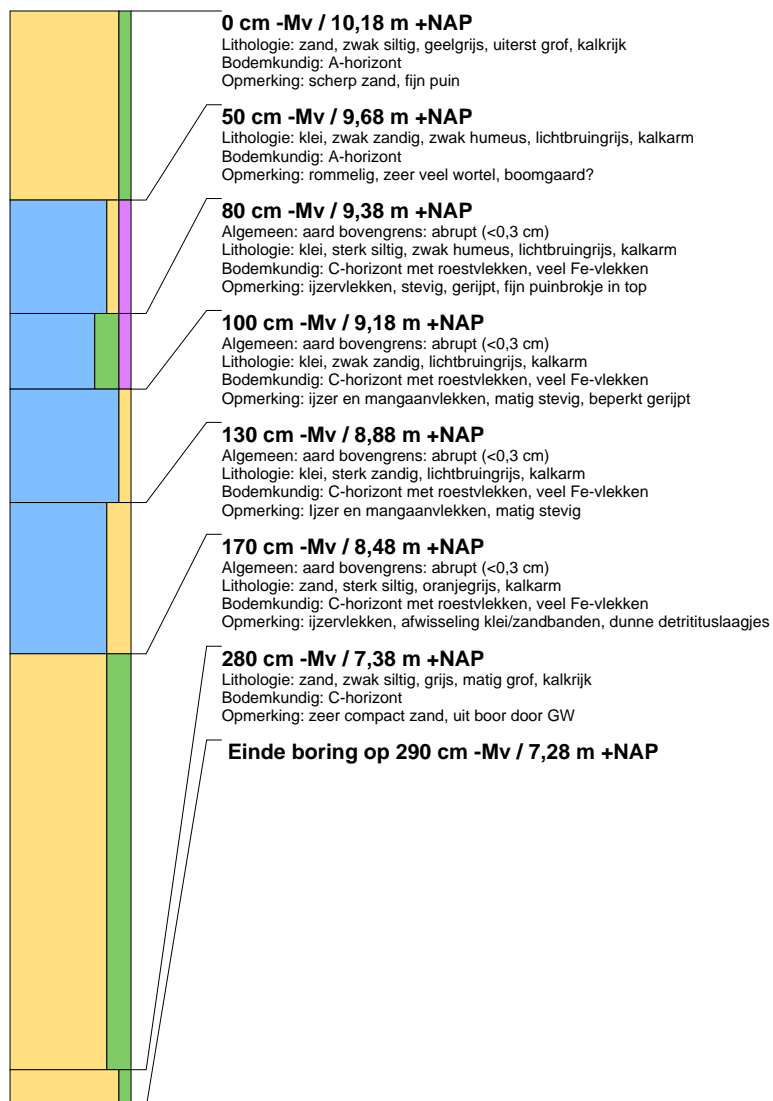 0 cm -Mv / 10,18 m +NAP
Lithologie: zand, zwak siltig, geelgrijs, uiterst grof, kalkrijk
Bodemkundig: A-horizont
Opmerking: scherp zand, fijn puin
50 cm -Mv / 9,68 m +NAP
Lithologie: klei, zwak zandig, zwak humeus, lichtbruingrijs, kalkarm
Bodemkundig: A-horizont
Opmerking: rommelig, zeer veel wortel, boomgaard?
80 cm -Mv / 9,38 m +NAP
Algemeen: aard bovengrens: abrupt (<0,3 cm)
Lithologie: klei, sterk siltig, zwak humeus, lichtbruingrijs, kalkarm
Bodemkundig: C-horizont met roestvlekken, veel Fe-vlekken
Opmerking: ijzervlekken, stevig, gerijpt, fijn puinbrokje in top
100 cm -Mv / 9,18 m +NAP
Algemeen: aard bovengrens: abrupt (<0,3 cm)
Lithologie: klei, zwak zandig, lichtbruingrijs, kalkarm
Bodemkundig: C-horizont met roestvlekken, veel Fe-vlekken
Opmerking: ijzer en mangaanvlekken, matig stevig, beperkt gerijpt
130 cm -Mv / 8,88 m +NAP
Algemeen: aard bovengrens: abrupt (<0,3 cm)
Lithologie: klei, sterk zandig, lichtbruingrijs, kalkarm
Bodemkundig: C-horizont met roestvlekken, veel Fe-vlekken
Opmerking: Ijzer en mangaanvlekken, matig stevig
170 cm -Mv / 8,48 m +NAP
Algemeen: aard bovengrens: abrupt (<0,3 cm)
Lithologie: zand, sterk siltig, oranjegrijs, kalkarm
Bodemkundig: C-horizont met roestvlekken, veel Fe-vlekken
Opmerking: ijzervlekken, afwisseling klei/zandbanden, dunne detritituslaagjes
280 cm -Mv / 7,38 m +NAP
Lithologie: zand, zwak siltig, grijs, matig grof, kalkrijk
Bodemkundig: C-horizont
Opmerking: zeer compact zand, uit boor door GW
Einde boring op 290 cm -Mv / 7,28 m +NAP